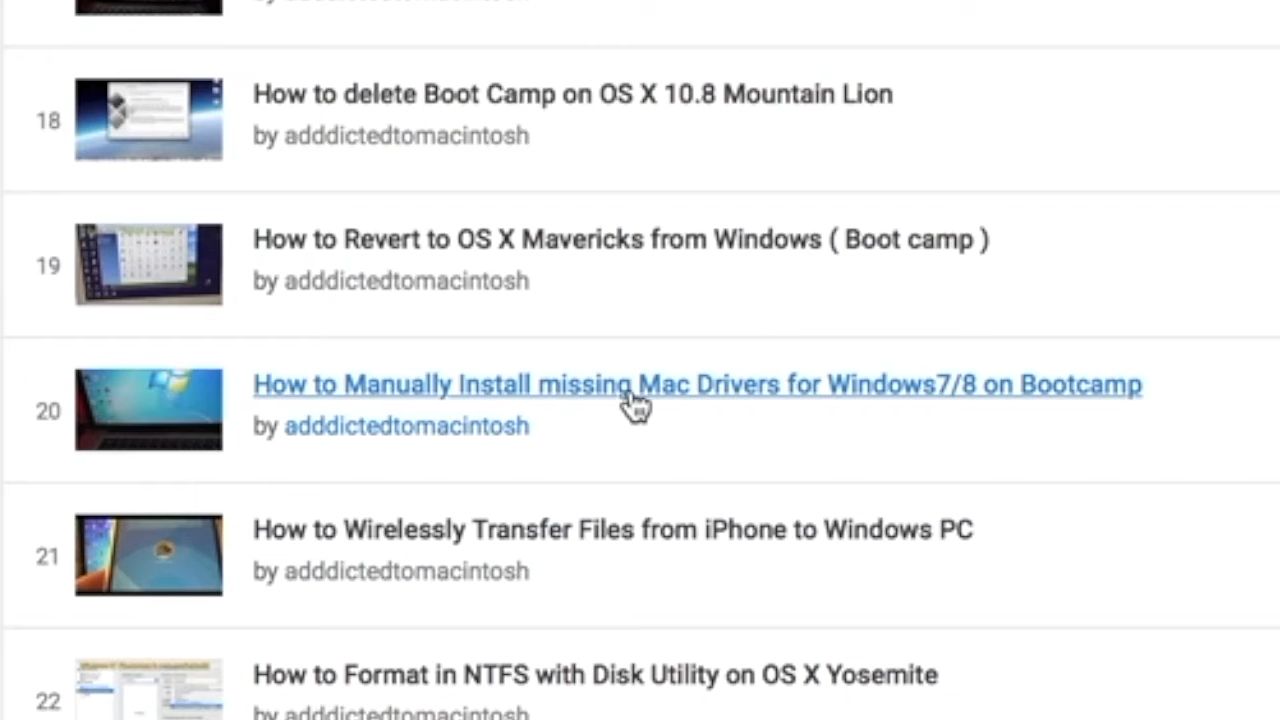 18
How to delete Boot Camp on OS X 10.8 Mountain Lion
by adddictedtomacintosh
19
How to Revert to OS X Mavericks from Windows ( Boot camp )
by adddictedtomacintosh
20
How to Manually Install missing Mac Drivers for Windows7/8 on Bootcamp
by adddictedtomacintosh
21
How to Wirelessly Transfer Files from iPhone to Windows PC
by adddictedtomacintosh
22
How to Format in NTFS with Disk Utility on OS X Yosemite
by adddictedtomacintosh